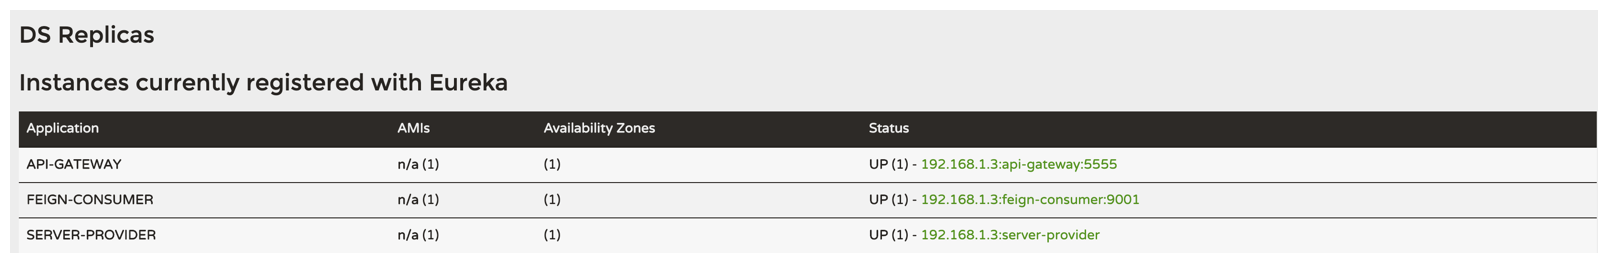 DS Replicas
Instances currently registered with Eureka
Application AMIs Availability Zones Status
API-GATEWAY n/a (1) (1) UP (1) - 192.168.1.3:api-gateway:5555
FEIGN-CONSUMER n/a (1) (1) UP (1) - 192.168.1.3:feign-consumer:9001
SERVER-PROVIDER n/a (1) (1) UP (1) - 192.168.1.3:server-provider